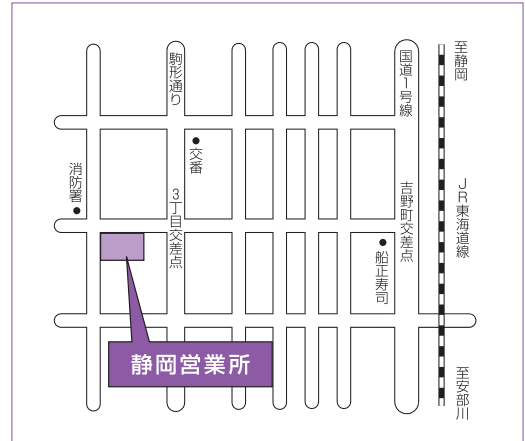 至静岡
国道1号線
駒形通り
交番
消防署
3丁目交差点
吉野町交差点
JR東海道線
船正寿司
静岡営業所
至安部川